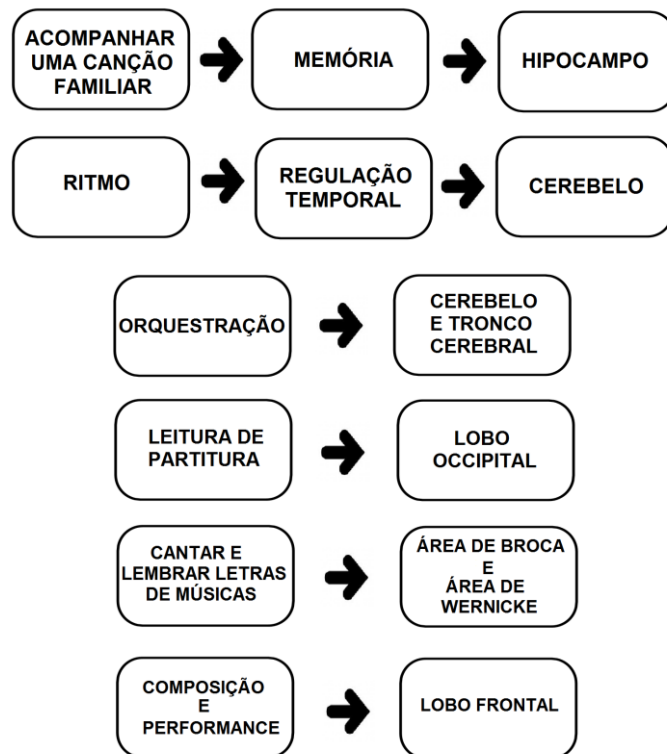 ACOMPANHAR
UMA CANÇÃO
FAMILIAR
MEMÓRIA
HIPOCAMPO
RITMO
REGULAÇÃO
TEMPORAL
CEREBELO
ORQUESTRAÇÃO
CEREBELO
E TRONCO
CEREBRAL
LEITURA DE
PARTITURA
LOBO
OCCIPITAL
CANTAR E
LEMBRAR LETRAS
DE MÚSICAS
ÁREA DE BROCA
E
ÁREA DE
WERNICKE
COMPOSIÇÃO
E
PERFORMANCE
LOBO FRONTAL